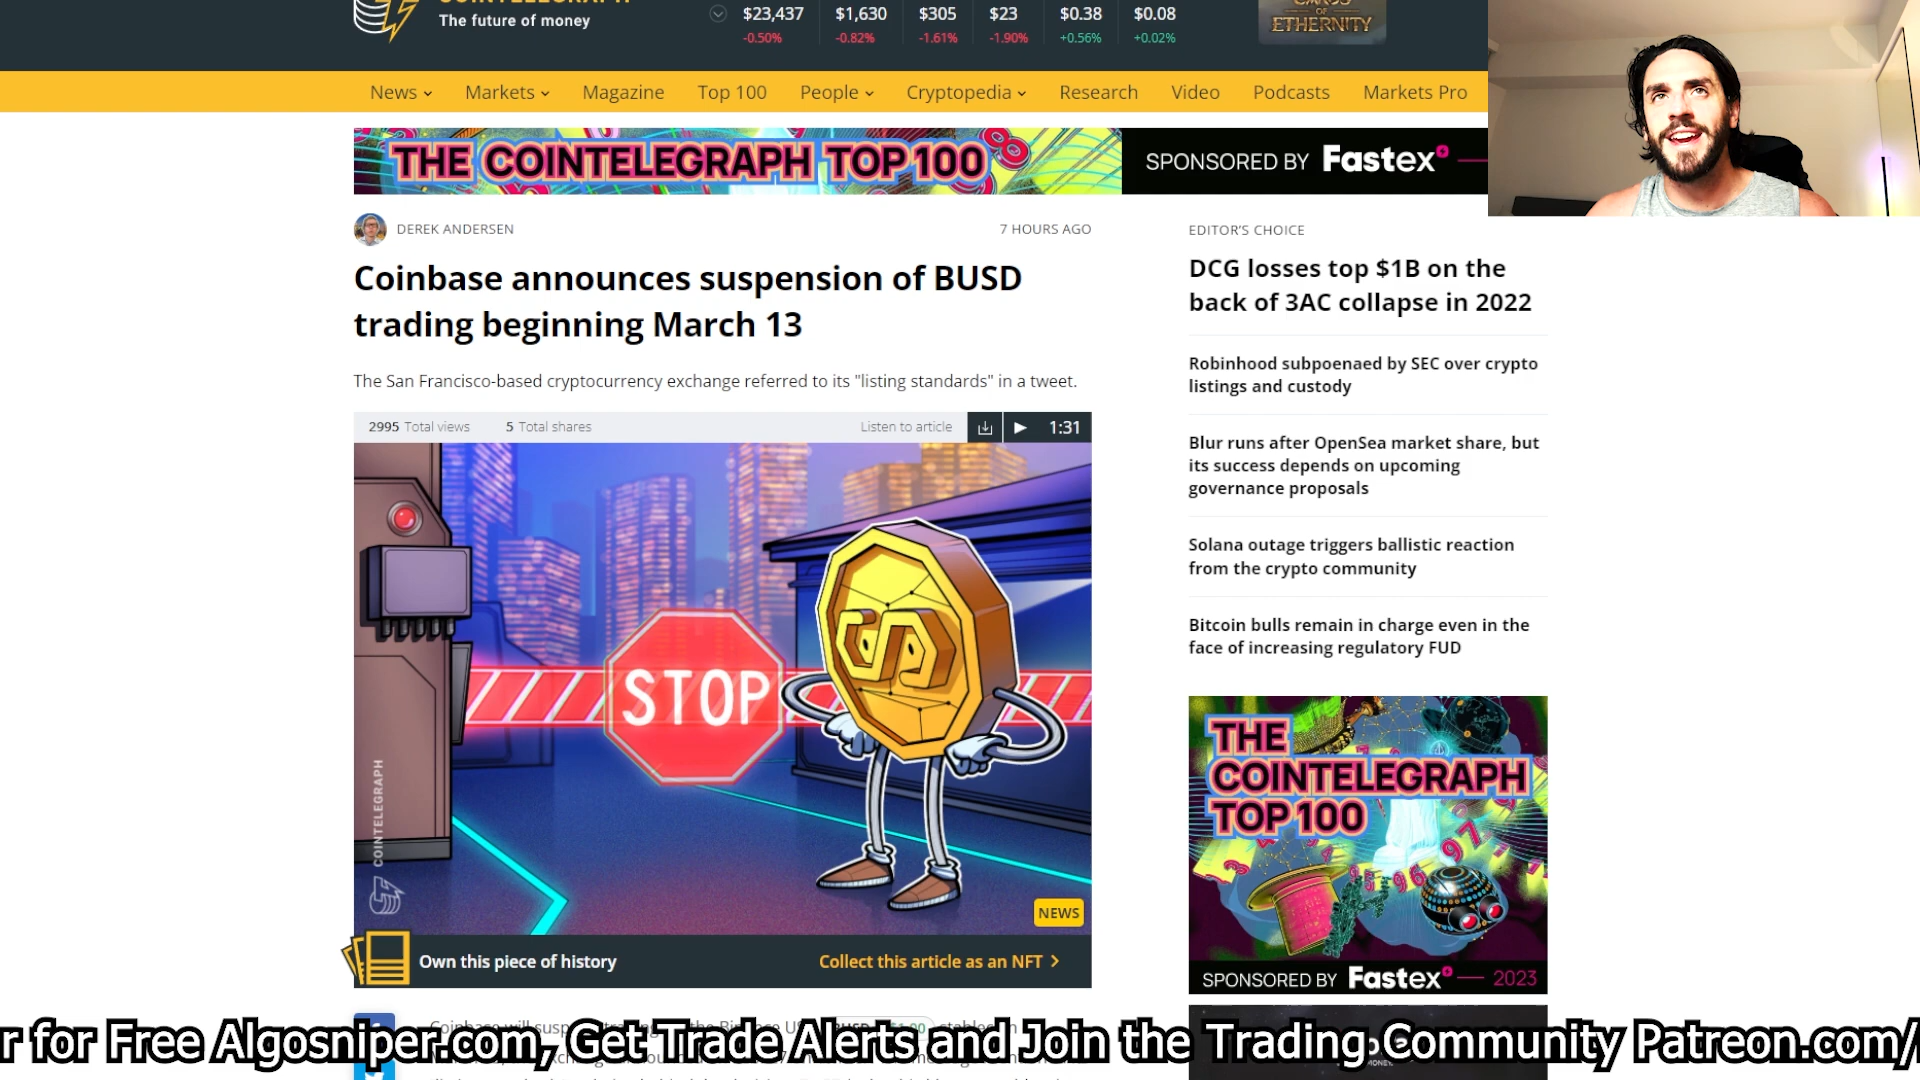 The future of money
$23,437 $1,630 $305 $23 $0.38 $0.08
-0.50% -0.82% -1.61% -1.90% +0.56% +0.02%
OF
ETHERNITY
News Markets Magazine Top 100 People Cryptopedia Research Video Podcasts Markets Pro
THE COINTELEGRAPH TOP 100
SPONSORED BY Fastex
DEREK ANDERSEN
7 HOURS AGO
Coinbase announces suspension of BUSD
trading beginning March 13
The San Francisco-based cryptocurrency exchange referred to its "listing standards" in a tweet.
2995 Total views 5 Total shares Listen to article 1:31
STOP
COINTELEGRAPH
NEWS
Own this piece of history
Collect this article as an NFT
EDITOR'S CHOICE
DCG losses top $1B on the
back of 3AC collapse in 2022
Robinhood subpoenaed by SEC over crypto
listings and custody
Blur runs after OpenSea market share, but
its success depends on upcoming
governance proposals
Solana outage triggers ballistic reaction
from the crypto community
Bitcoin bulls remain in charge even in the
face of increasing regulatory FUD
THE
COINTELEGRAPH
TOP 100
SPONSORED BY Fastex 2023
r for Free Algosniper.com, Get Trade Alerts and Join the Trading Community Patreon.com/